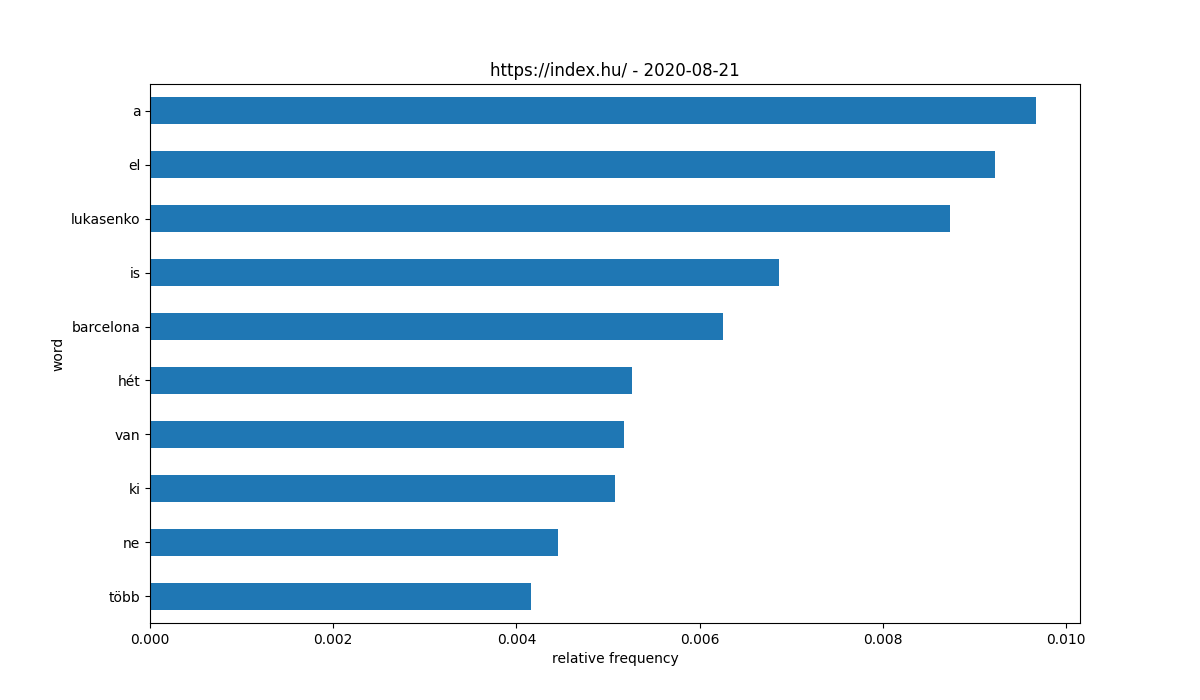 https://index.hu/ - 2020-08-21
a
el
lukasenko
is
barcelona
hét
van
ki
ne
több
word
0.000 0.002 0.004 0.006 0.008 0.010
relative frequency